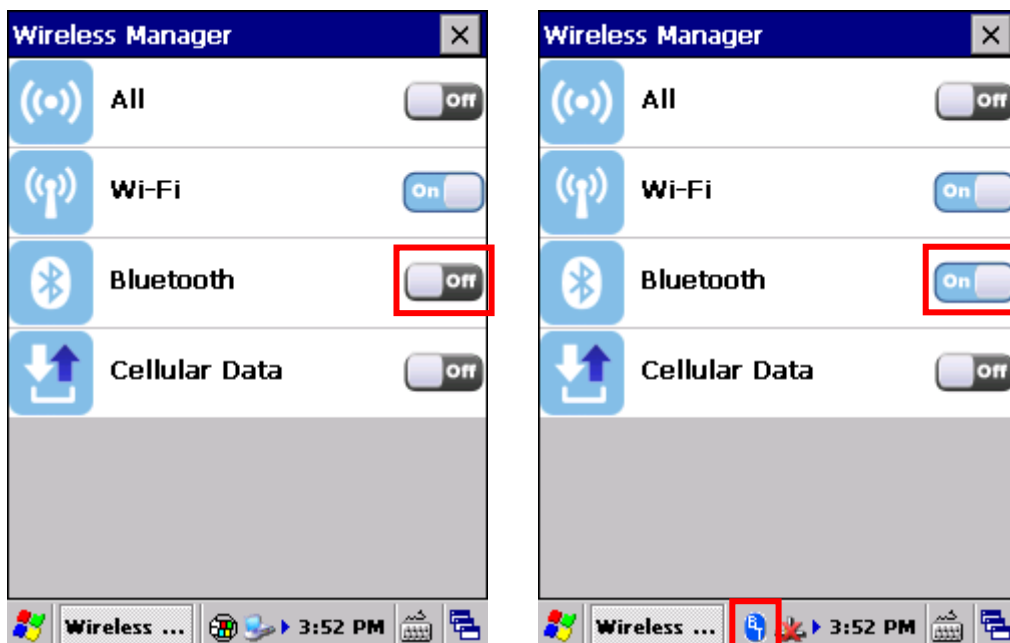 Wireless Manager
All
Off
Wi-Fi
On
Bluetooth
Off
Cellular Data
Off
Wireless ...
3:52 PM
Wireless Manager
All
Off
Wi-Fi
On
Bluetooth
On
Cellular Data
Off
Wireless ...
3:52 PM